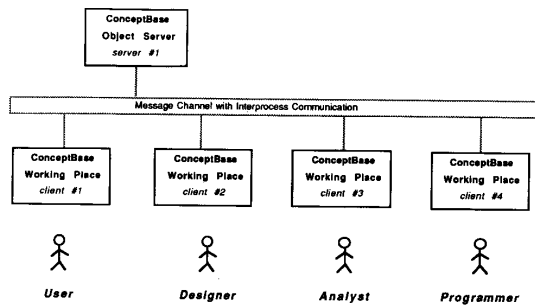 ConceptBase
Object Server
server #1
Message Channel with Interprocess Communication
ConceptBase
Working Place
client #1
ConceptBase
Working Place
client #2
ConceptBase
Working Place
client #3
ConceptBase
Working Place
client #4
User
Designer
Analyst
Programmer